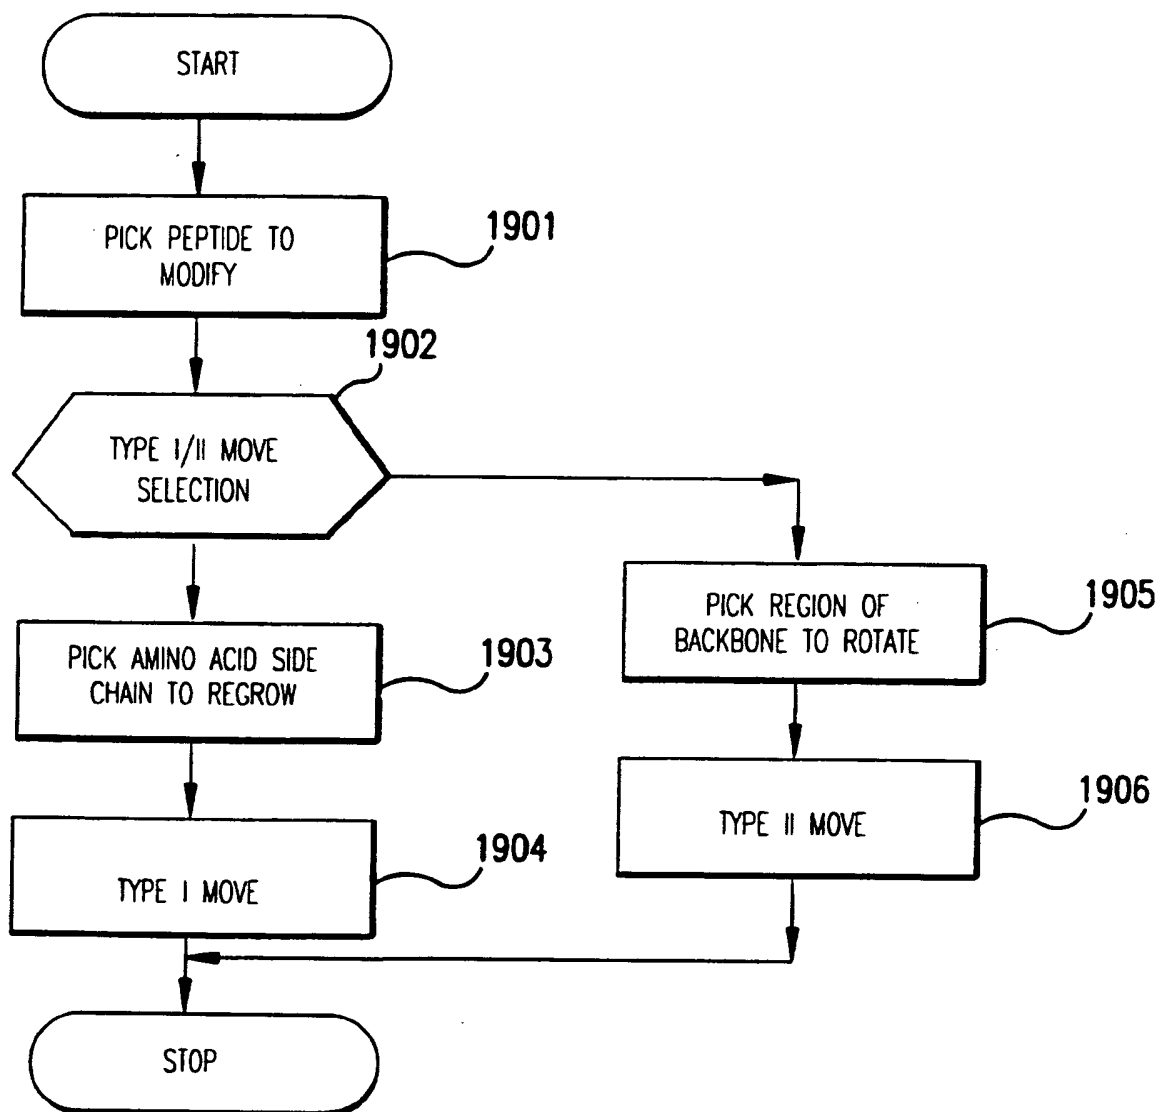 START
PICK PEPTIDE TO
MODIFY
1901
1902
TYPE I/II MOVE
SELECTION
PICK AMINO ACID SIDE
CHAIN TO REGROW
1903
TYPE I MOVE
1904
PICK REGION OF
BACKBONE TO ROTATE
1905
TYPE II MOVE
1906
STOP